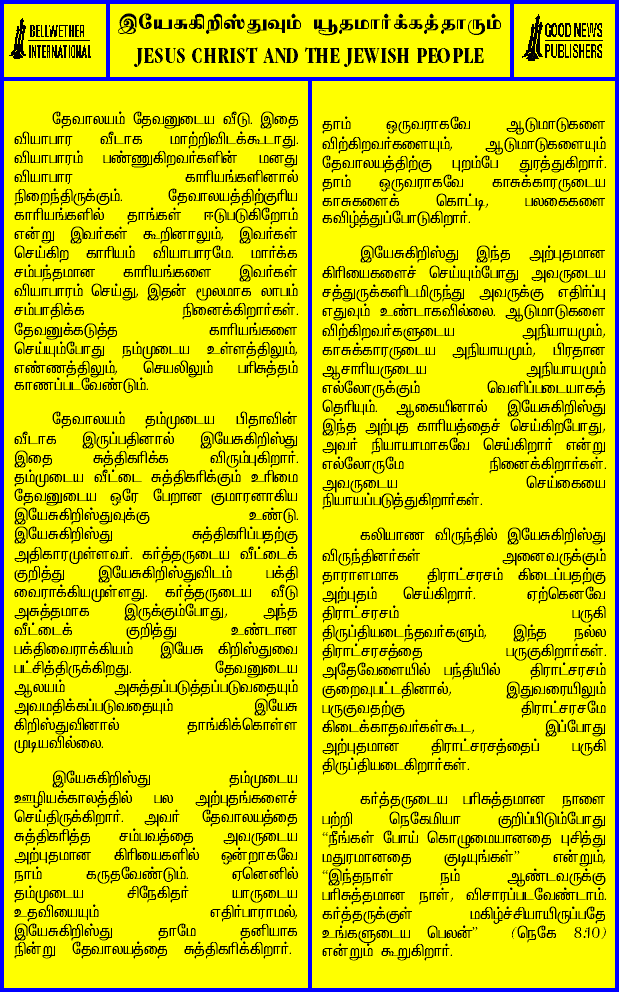 BELLWETHER
INTERNATIONAL
இயேசுகிறிஸ்துவும் யூதமார்க்கத்தாரும்
JESUS CHRIST AND THE JEWISH PEOPLE
GOOD NEWS
PUBLISHERS
தேவாலயம் தேவனுடைய வீடு. இதை
வியாபார வீடாக மாற்றிவிடக்கூடாது.
வியாபாரம் பண்ணுகிறவர்களின் மனது
வியாபார காரியங்களினால்
நிறைந்திருக்கும். தேவாலயத்திற்குரிய
காரியங்களில் தாங்கள் ஈடுபடுகிறோம்
என்று இவர்கள் கூறினாலும், இவர்கள்
செய்கிற காரியம் வியாபாரமே. மார்க்க
சம்பந்தமான காரியங்களை இவர்கள்
வியாபாரம் செய்து, இதன் மூலமாக லாபம்
சம்பாதிக்க நினைக்கிறார்கள்.
தேவனுக்கடுத்த காரியங்களை
செய்யும்போது நம்முடைய உள்ளத்திலும்,
எண்ணத்திலும், செயலிலும் பரிசுத்தம்
காணப்படவேண்டும்.
தேவாலயம் தம்முடைய பிதாவின்
வீடாக இருப்பதினால் இயேசுகிறிஸ்து
இதை சுத்திகரிக்க விரும்புகிறார்.
தம்முடைய வீட்டை சுத்திகரிக்கும் உரிமை
தேவனுடைய ஒரே பேறான குமாரனாகிய
இயேசுகிறிஸ்துவுக்கு உண்டு.
இயேசுகிறிஸ்து சுத்திகரிப்பதற்கு
அதிகாரமுள்ளவர். கர்த்தருடைய வீட்டைக்
குறித்து இயேசுகிறிஸ்துவிடம் பக்தி
வைராக்கியமுள்ளது. கர்த்தருடைய வீடு
அசுத்தமாக இருக்கும்போது, அந்த
வீட்டைக் குறித்து உண்டான
பக்திவைராக்கியம் இயேசு கிறிஸ்துவை
பட்சித்திருக்கிறது. தேவனுடைய
ஆலயம் அசுத்தப்படுத்தப்படுவதையும்
அவமதிக்கப்படுவதையும் இயேசு
கிறிஸ்துவினால் தாங்கிக்கொள்ள
முடியவில்லை.
இயேசுகிறிஸ்து தம்முடைய
ஊழியக்காலத்தில் பல அற்புதங்களைச்
செய்திருக்கிறார். அவர் தேவாலயத்தை
சுத்திகரித்த சம்பவத்தை அவருடைய
அற்புதமான கிரியைகளில் ஒன்றாகவே
நாம் கருதவேண்டும். ஏனெனில்
தம்முடைய சிநேகிதர் யாருடைய
உதவியையும் எதிர்பாராமல்,
இயேசுகிறிஸ்து தாமே தனியாக
நின்று தேவாலயத்தை சுத்திகரிக்கிறார்.
தாம் ஒருவராகவே ஆடுமாடுகளை
விற்கிறவர்களையும், ஆடுமாடுகளையும்
தேவாலயத்திற்கு புறம்பே துரத்துகிறார்.
தாம் ஒருவராகவே காசுக்காரருடைய
காசுகளைக் கொட்டி, பலகைகளை
கவிழ்த்துப்போடுகிறார்.
இயேசுகிறிஸ்து இந்த அற்புதமான
கிரியைகளைச் செய்யும்போது அவருடைய
சத்துருக்களிடமிருந்து அவருக்கு எதிர்ப்பு
எதுவும் உண்டாகவில்லை. ஆடுமாடுகளை
விற்கிறவர்களுடைய அநியாயமும்,
காசுக்காரருடைய அநியாயமும், பிரதான
ஆசாரியருடைய அநியாயமும்
எல்லோருக்கும் வெளிப்படையாகத்
தெரியும். ஆகையினால் இயேசுகிறிஸ்து
இந்த அற்புத காரியத்தைச் செய்கிறபோது,
அவர் நியாயமாகவே செய்கிறார் என்று
எல்லோருமே நினைக்கிறார்கள்.
அவருடைய செய்கையை
நியாயப்படுத்துகிறார்கள்.
கலியாண விருந்தில் இயேசுகிறிஸ்து
விருந்தினர்கள் அனைவருக்கும்
தாராளமாக திராட்சரசம் கிடைப்பதற்கு
அற்புதம் செய்கிறார். ஏற்கெனவே
திராட்சரசம் பருகி
திருப்தியடைந்தவர்களும், இந்த நல்ல
திராட்சரசத்தை பருகுகிறார்கள்.
அதேவேளையில் பந்தியில் திராட்சரசம்
குறைவுபட்டதினால், இதுவரையிலும்
பருகுவதற்கு திராட்சரசமே
கிடைக்காதவர்கள்கூட, இப்போது
அற்புதமான திராட்சரசத்தைப் பருகி
திருப்தியடைகிறார்கள்.
கர்த்தருடைய பரிசுத்தமான நாளை
பற்றி நெகேமியா குறிப்பிடும்போது
“நீங்கள் போய் கொழுமையானதை புசித்து
மதுரமானதை குடியுங்கள்” என்றும்,
“இந்தநாள் நம் ஆண்டவருக்கு
பரிசுத்தமான நாள், விசாரப்படவேண்டாம்.
கர்த்தருக்குள் மகிழ்ச்சியாயிருப்பதே
உங்களுடைய பெலன்” (நெகே 8:10)
என்றும் கூறுகிறார்.